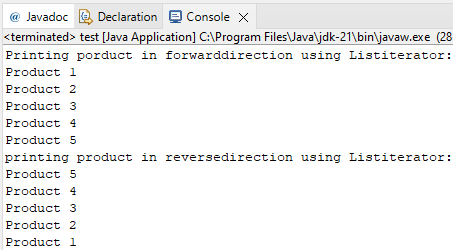 @ Javadoc Declaration Console
<terminated> test [Java Application] C:\Program Files\Java\jdk-21\bin\javaw.exe (28
Printing porduct in forwarddirection using Listiterator:
Product 1
Product 2
Product 3
Product 4
Product 5
printing product in reversedirection using Listiterator:
Product 5
Product 4
Product 3
Product 2
Product 1